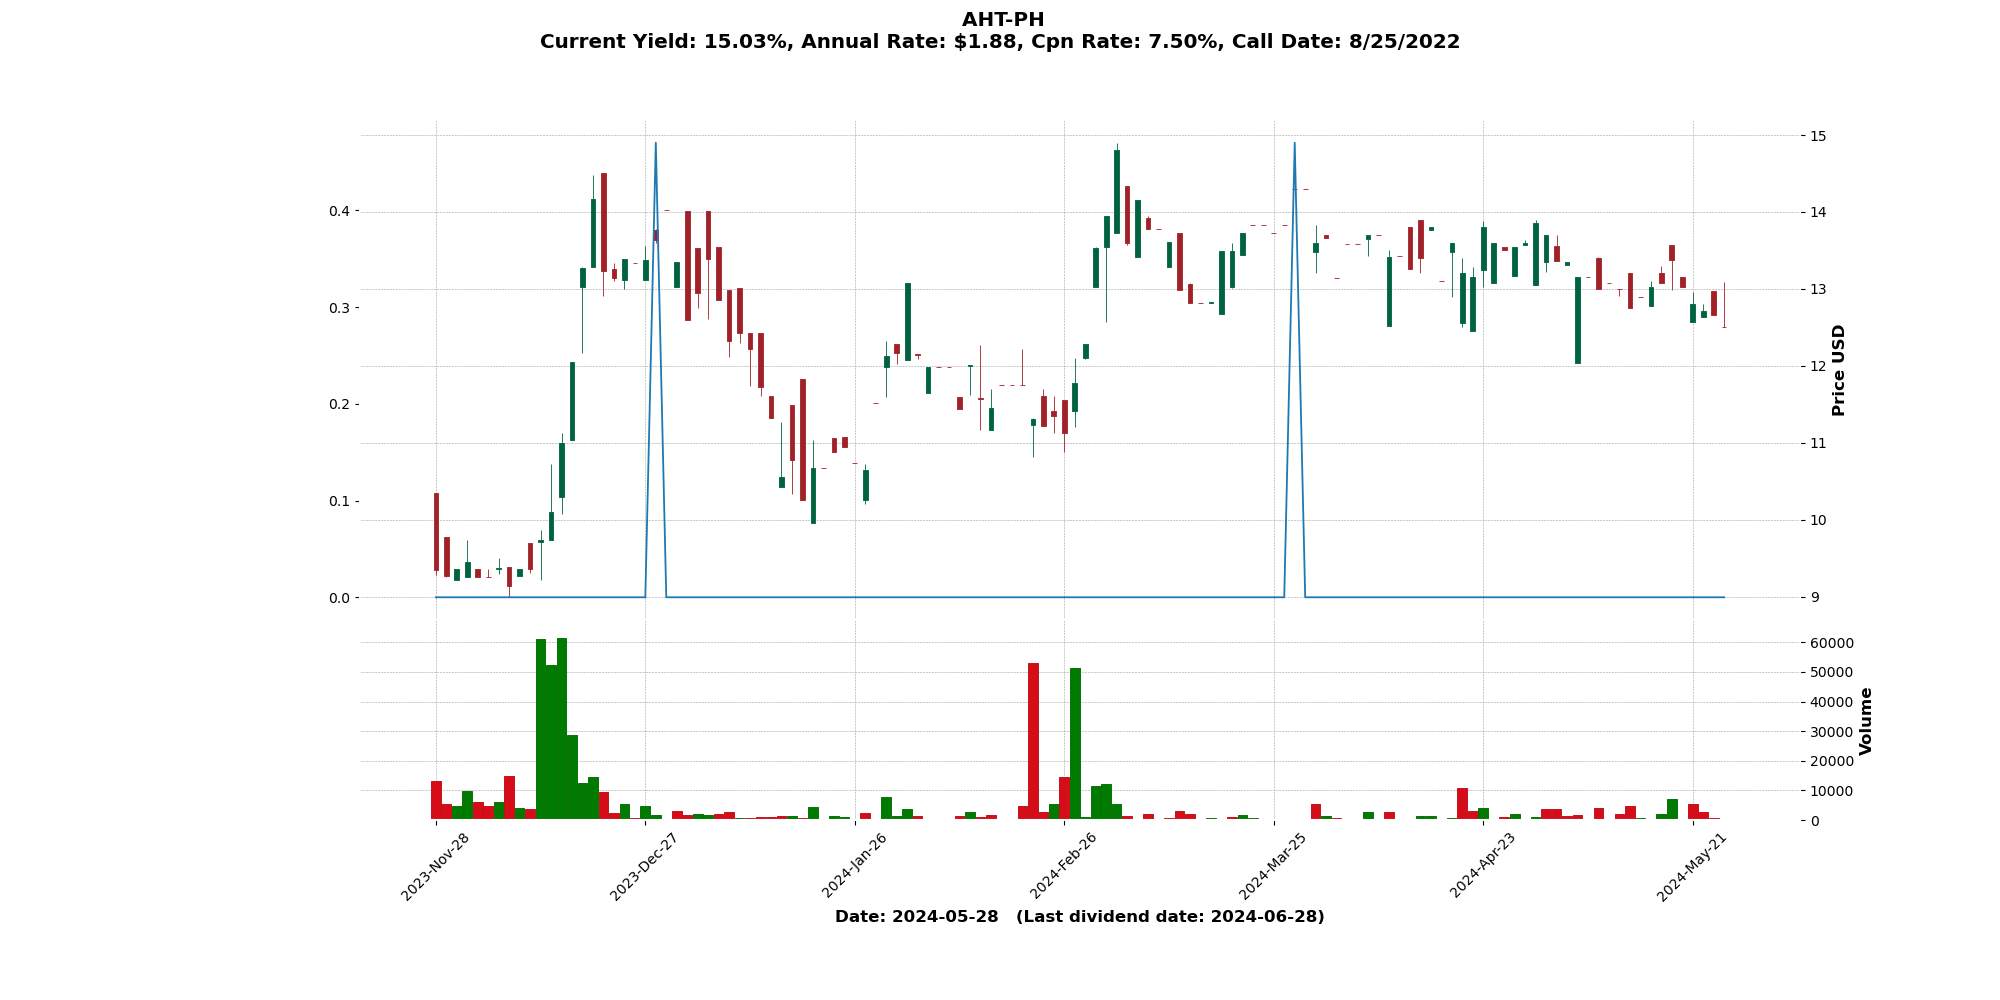 AHT-PH
Current Yield: 15.03%, Annual Rate: $1.88, Cpn Rate: 7.50%, Call Date: 8/25/2022
0.4
0.3
0.2
0.1
0.0
15
14
13
12
11
10
9
Price USD
60000
50000
40000
30000
20000
10000
0
Volume
2023-Nov-28
2023-Dec-27
2024-Jan-26
2024-Feb-26
2024-Mar-25
2024-Apr-23
2024-May-21
Date: 2024-05-28 (Last dividend date: 2024-06-28)